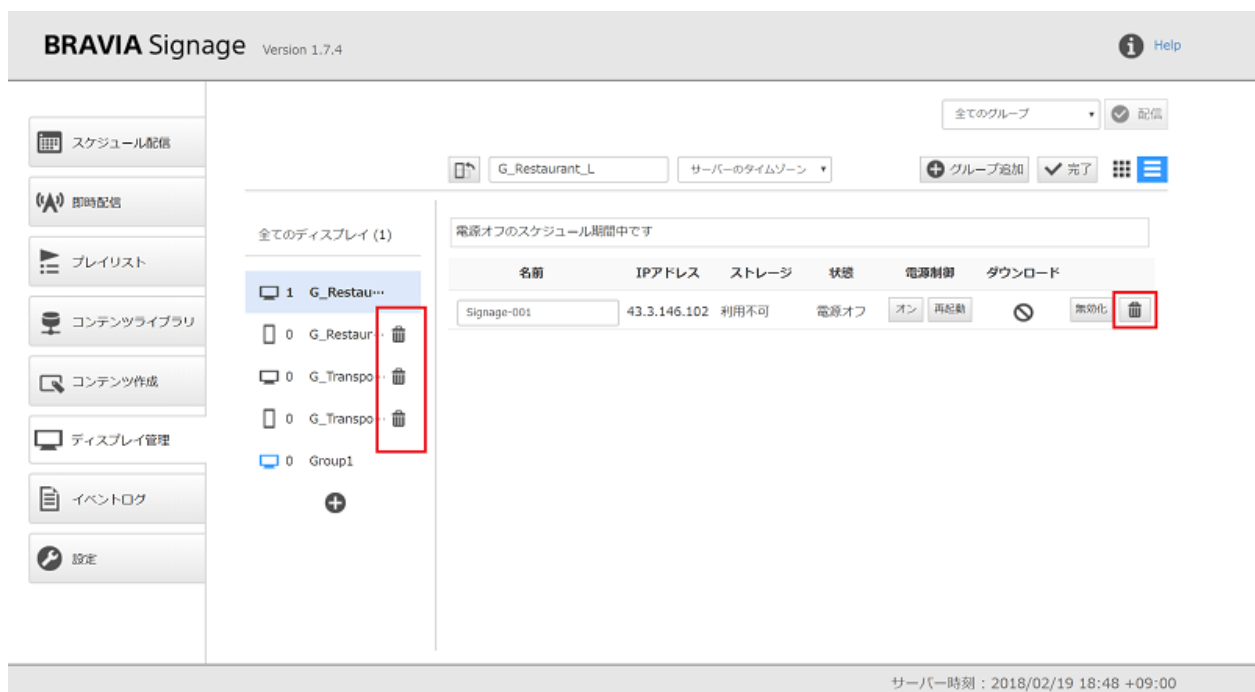 BRAVIA Signage Version 1.7.4
Help
全てのグループ
配信
スケジュール配信
G_Restaurant_L
サーバーのタイムゾーン
グループ追加
完了
即時配信
全てのディスプレイ (1)
電源オフのスケジュール期間中です
プレイリスト
名前 IPアドレス ストレージ 状態 電源制御 ダウンロード
1 G_Restau…
Signage-001 43.3.146.102 利用不可 電源オフ オン 再起動 無効化
コンテンツライブラリ
0 G_Restaur…
コンテンツ作成
0 G_Transpo…
0 G_Transpo…
ディスプレイ管理
0 Group1
イベントログ
設定
サーバー時刻 : 2018/02/19 18:48 +09:00